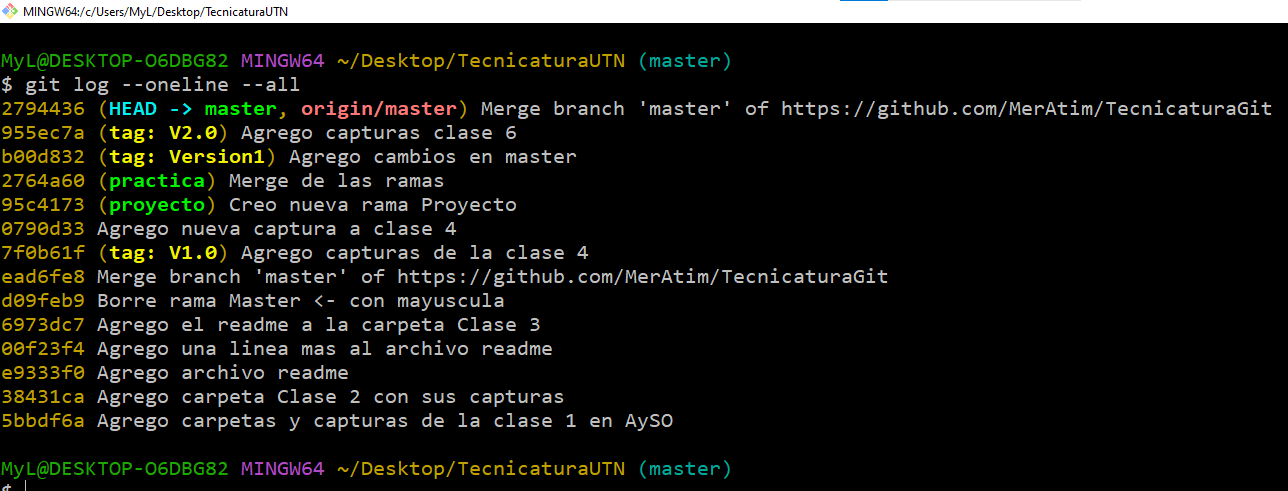 MINGW64:/c/Users/MyL/Desktop/TecnicaturaUTN
MyL@DESKTOP-O6DBG82 MINGW64 ~/Desktop/TecnicaturaUTN (master)
$ git log --oneline --all
2794436 (HEAD -> master, origin/master) Merge branch 'master' of https://github.com/MerAtim/TecnicaturaGit
955ec7a (tag: V2.0) Agrego capturas clase 6
b00d832 (tag: Version1) Agrego cambios en master
2764a60 (practica) Merge de las ramas
95c4173 (proyecto) Creo nueva rama Proyecto
0790d33 Agrego nueva captura a clase 4
7f0b61f (tag: V1.0) Agrego capturas de la clase 4
ead6fe8 Merge branch 'master' of https://github.com/MerAtim/TecnicaturaGit
d09feb9 Borre rama Master <- con mayuscula
6973dc7 Agrego el readme a la carpeta Clase 3
00f23f4 Agrego una linea mas al archivo readme
e9333f0 Agrego archivo readme
38431ca Agrego carpeta Clase 2 con sus capturas
5bbdf6a Agrego carpetas y capturas de la clase 1 en AySO
MyL@DESKTOP-O6DBG82 MINGW64 ~/Desktop/TecnicaturaUTN (master)
$